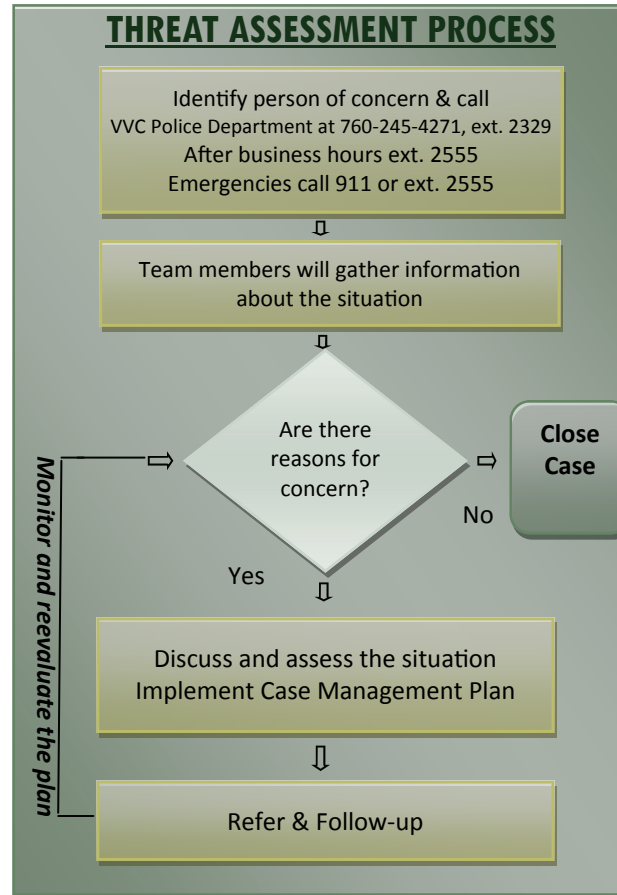 THREAT ASSESSMENT PROCESS
Identify person of concern & call
VVC Police Department at 760-245-4271, ext. 2329
After business hours ext. 2555
Emergencies call 911 or ext. 2555
Team members will gather information
about the situation
Are there
reasons for
concern?
Close
Case
No
Yes
Monitor and reevaluate the plan
Discuss and assess the situation
Implement Case Management Plan
Refer & Follow-up